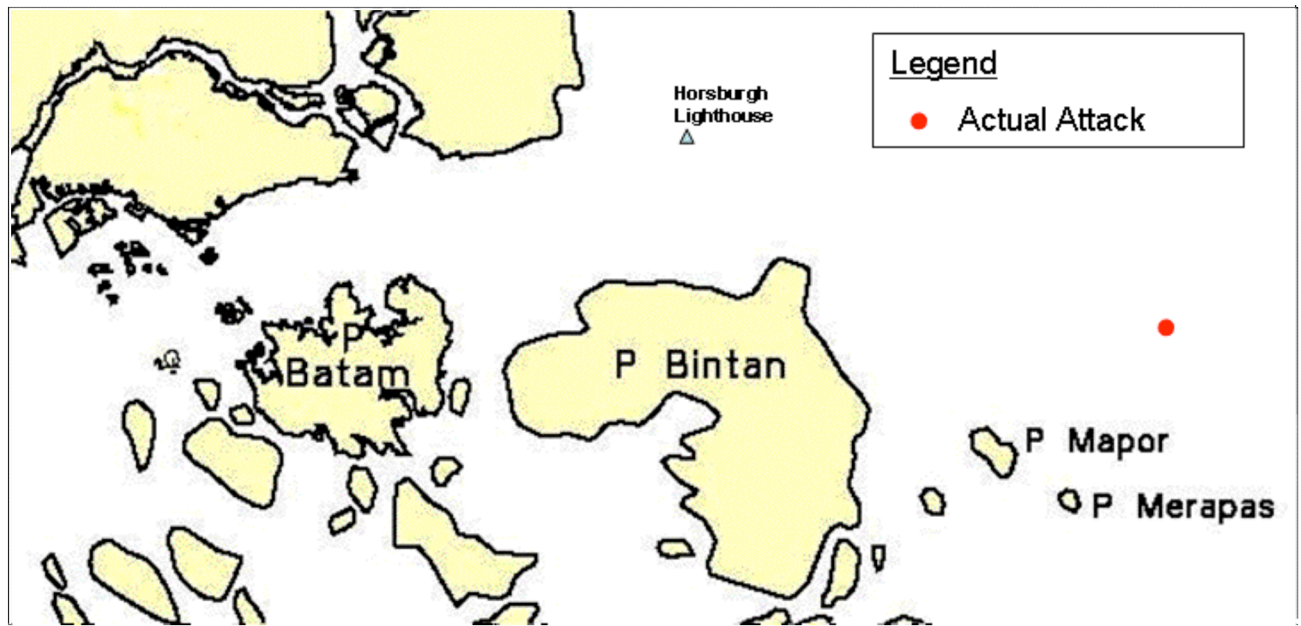 Horsburgh
Lighthouse
Legend
Actual Attack
P
Batam
P Bintan
P Mapor
P Merapas